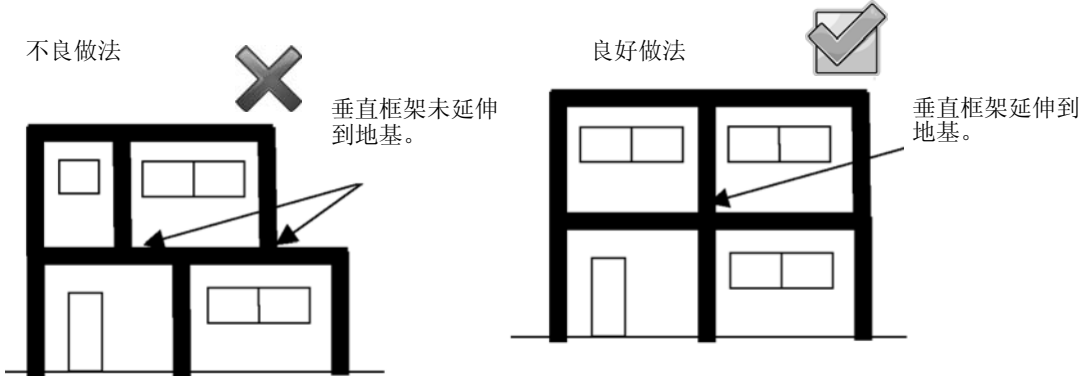 不良做法
垂直框架未延伸
到地基。
良好做法
垂直框架延伸到
地基。